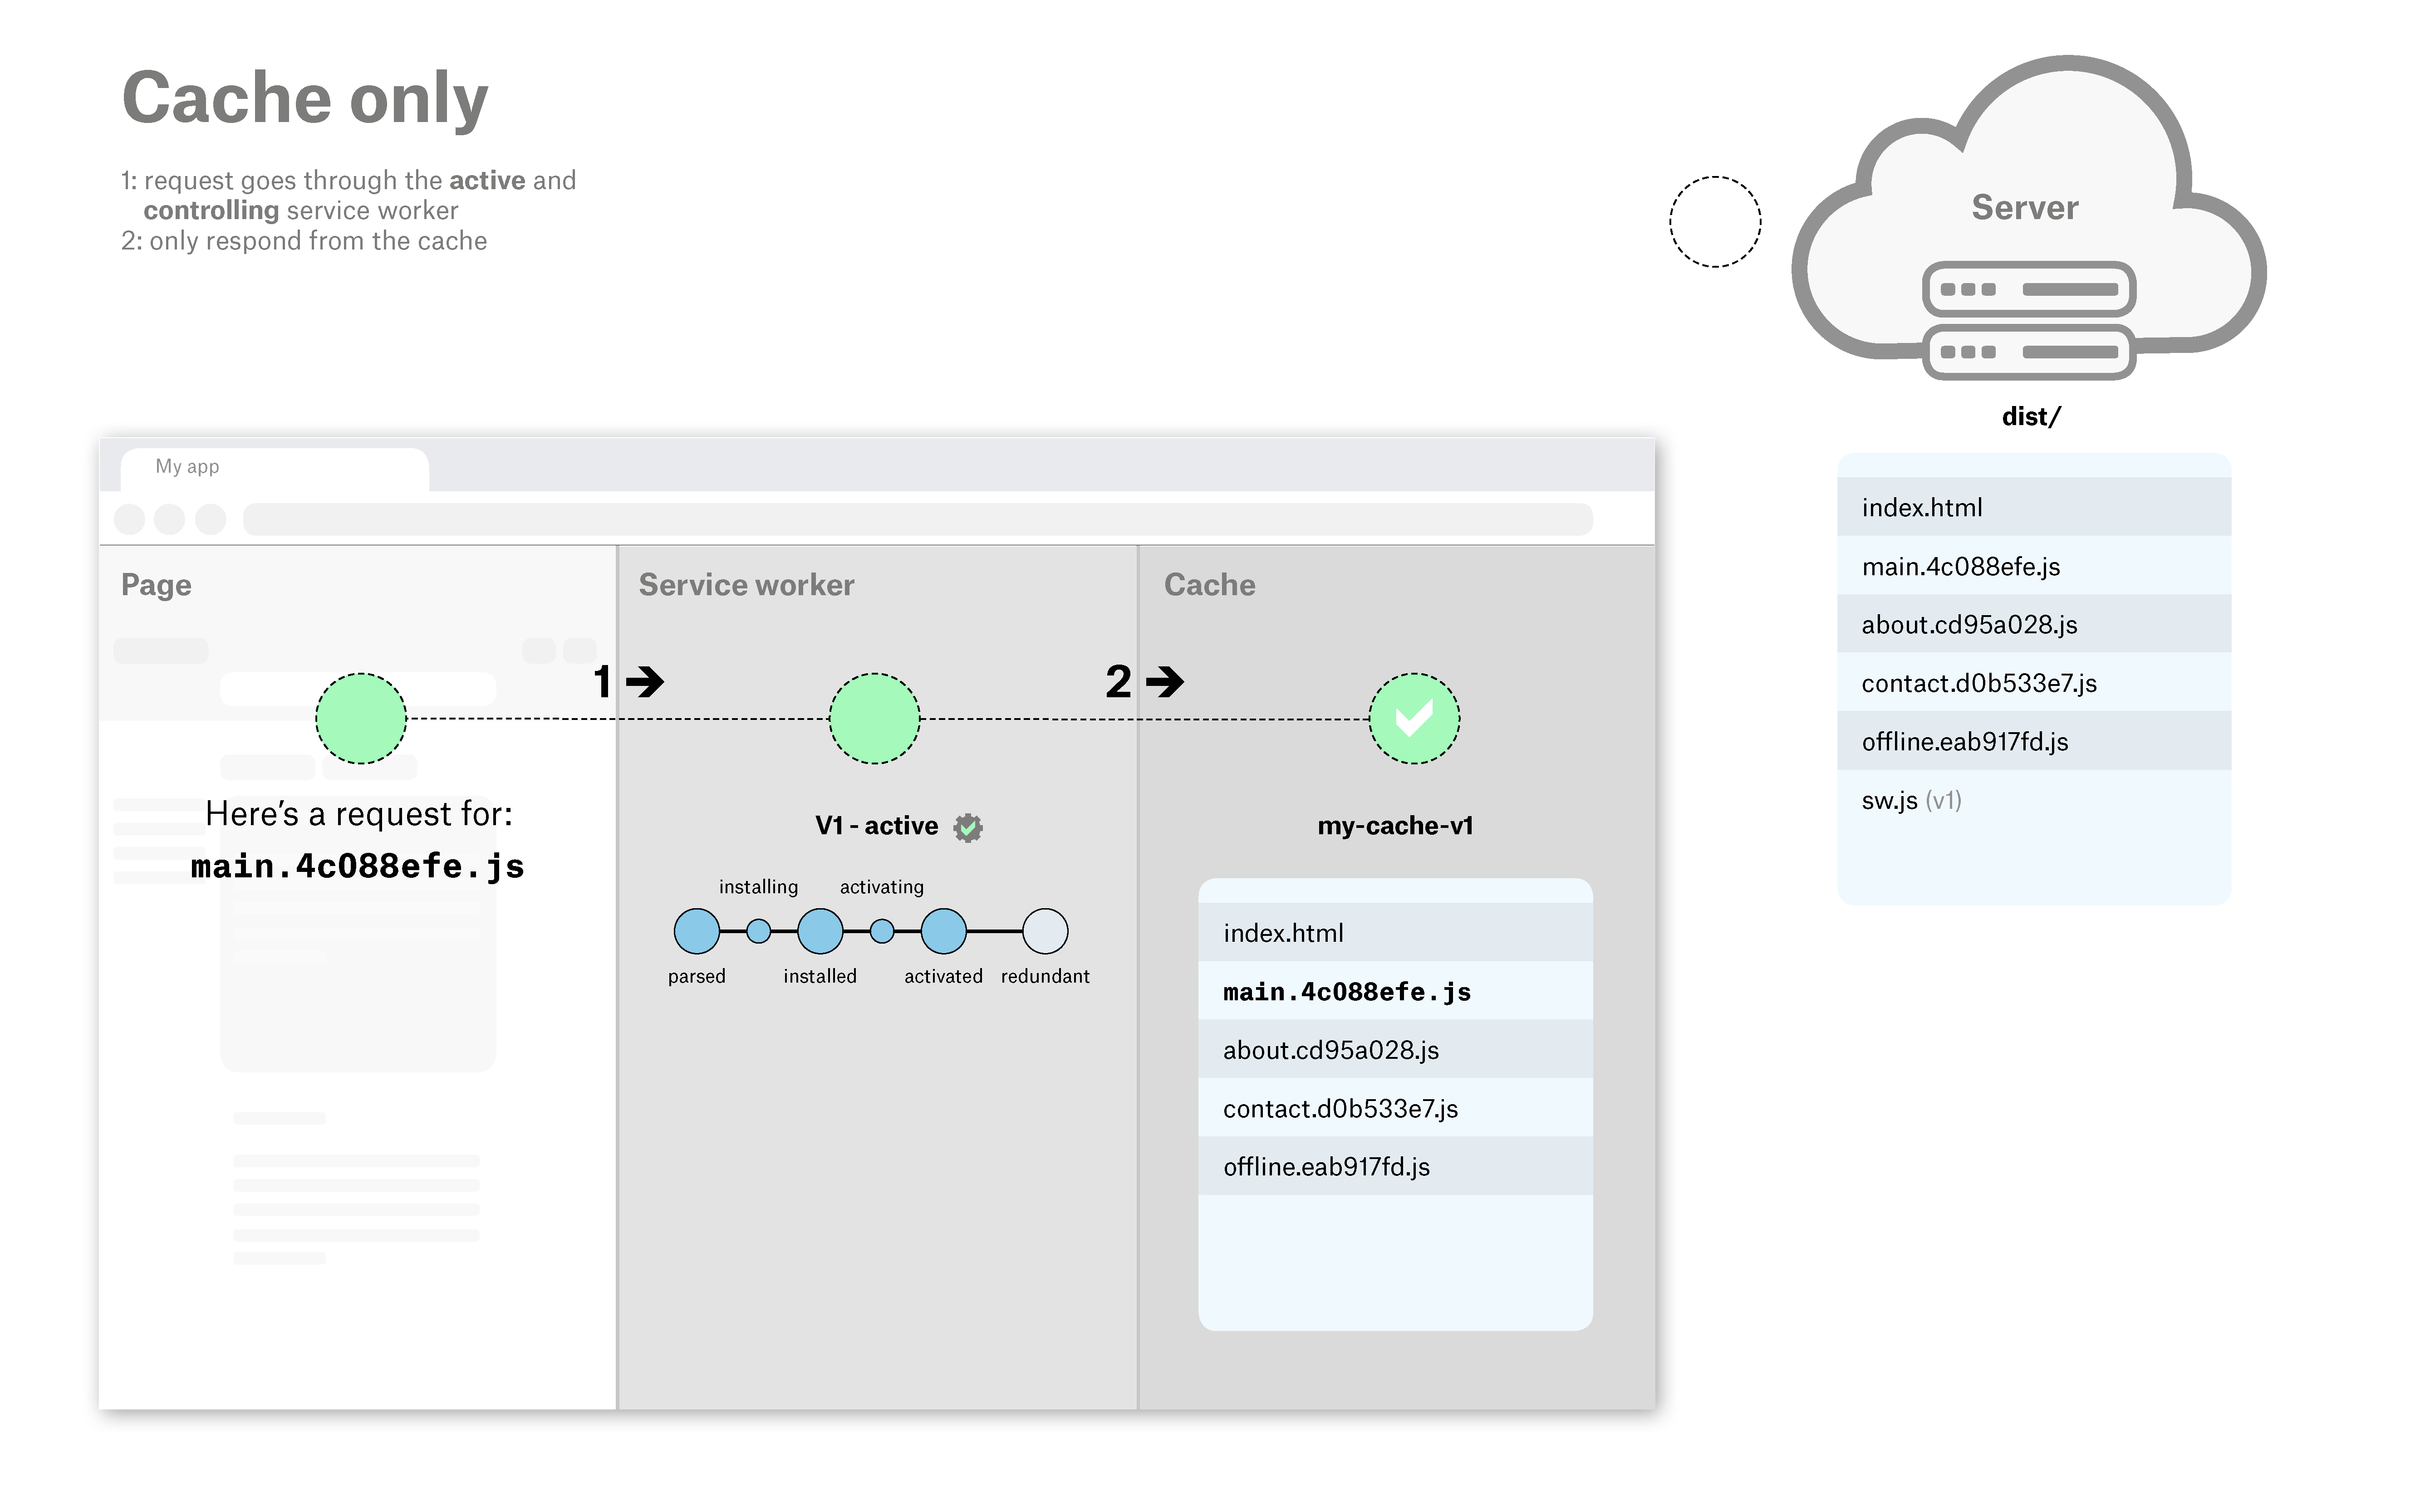 Cache only
1: request goes through the active and
controlling service worker
2: only respond from the cache
Server
dist/
index.html
main.4c088efe.js
about.cd95a028.js
contact.d0b533e7.js
offline.eab917fd.js
sw.js (v1)
My app
Page
1 ➔
Here’s a request for:
main.4c088efe.js
Service worker
2 ➔
V1 - active
installing activating
parsed installed activated redundant
Cache
my-cache-v1
index.html
main.4c088efe.js
about.cd95a028.js
contact.d0b533e7.js
offline.eab917fd.js